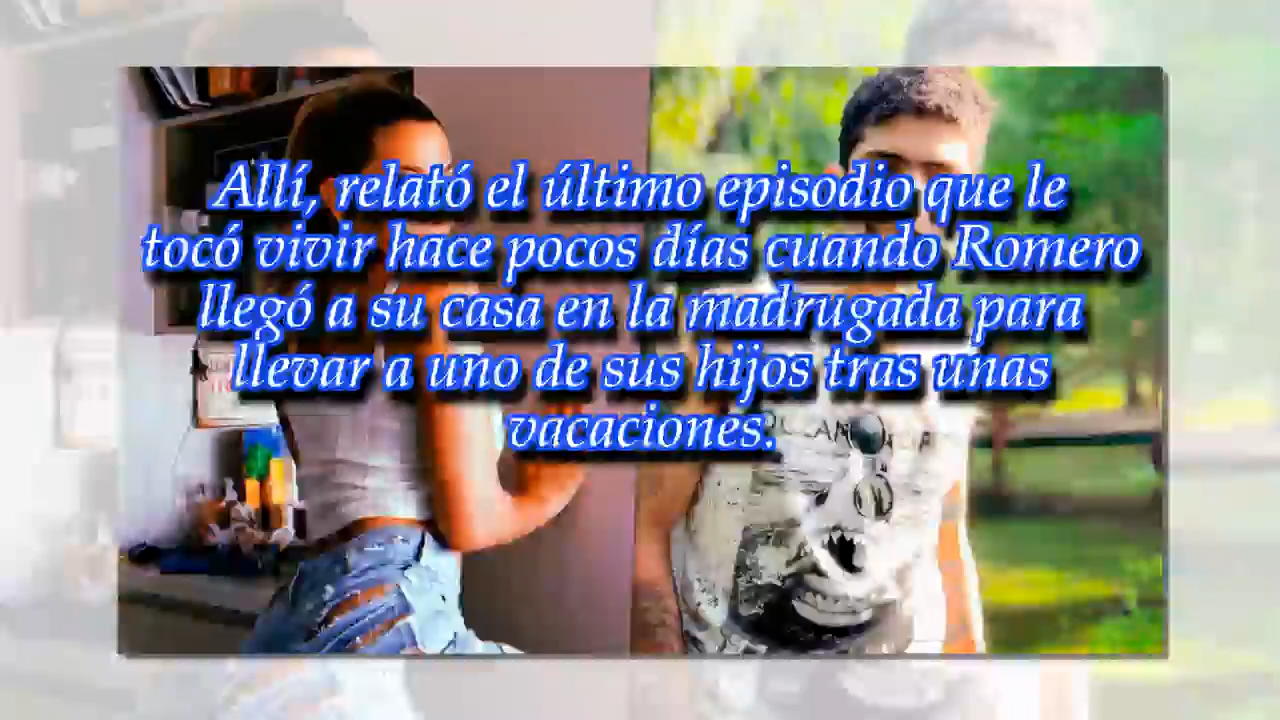 Allí, relató el último episodio que le
tocó vivir hace pocos días cuando Romero
llegó a su casa en la madrugada para
llevar a uno de sus hijos tras unas
vacaciones.